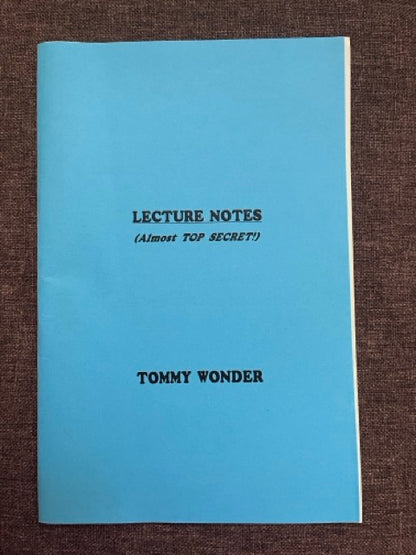 LECTURE NOTES
(Almost TOP SECRET!)
TOMMY WONDER